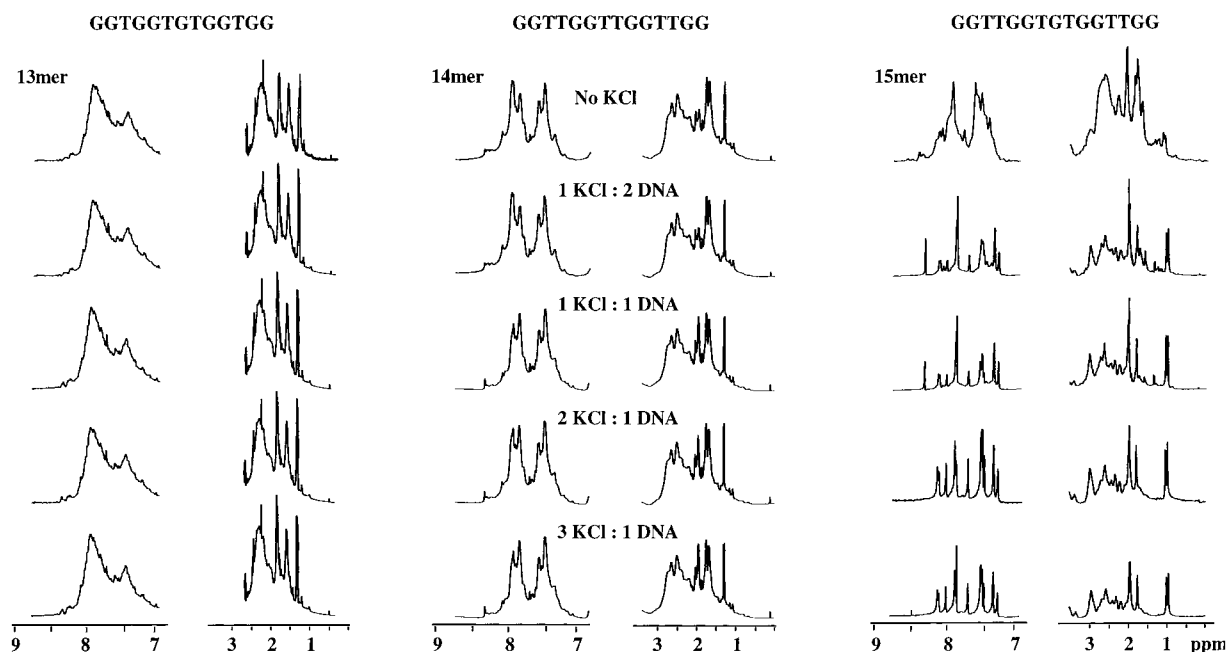 GGTGGTGTGGTGG GGTTGGTTGGTTGG GGTTGGTGTGGTTGG
13mer 14mer 15mer
No KCl
1 KCl : 2 DNA
1 KCl : 1 DNA
2 KCl : 1 DNA
3 KCl : 1 DNA
9 8 7 3 2 1 9 8 7 3 2 1 9 8 7 3 2 1 ppm